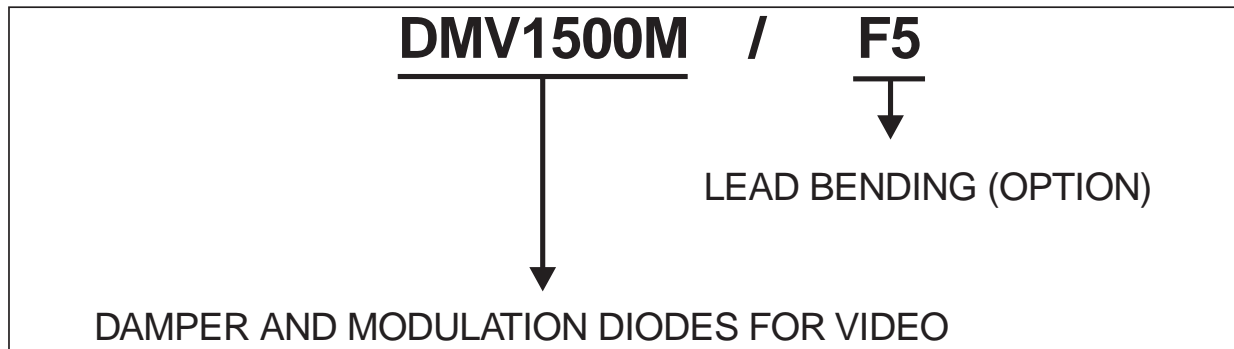 DMV1500M / F5
LEAD BENDING (OPTION)
DAMPER AND MODULATION DIODES FOR VIDEO